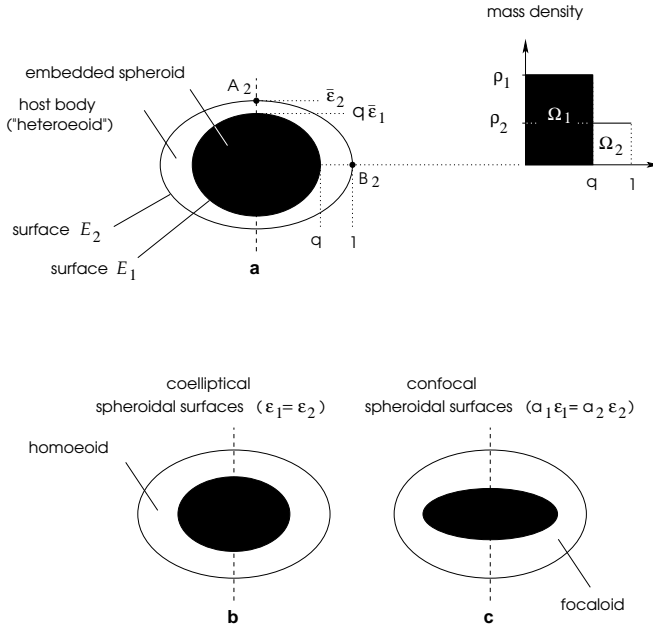 mass density
embedded spheroid
host body
("heteroeoid")
surface E₂
surface E₁
A₂
ε̄₂
qε̄₁
B₂
q
1
a
ρ₁
ρ₂
Ω₁
Ω₂
q
1
coelliptical
spheroidal surfaces (ε₁= ε₂)
homoeoid
b
confocal
spheroidal surfaces (a₁ε₁= a₂ε₂)
focaloid
c